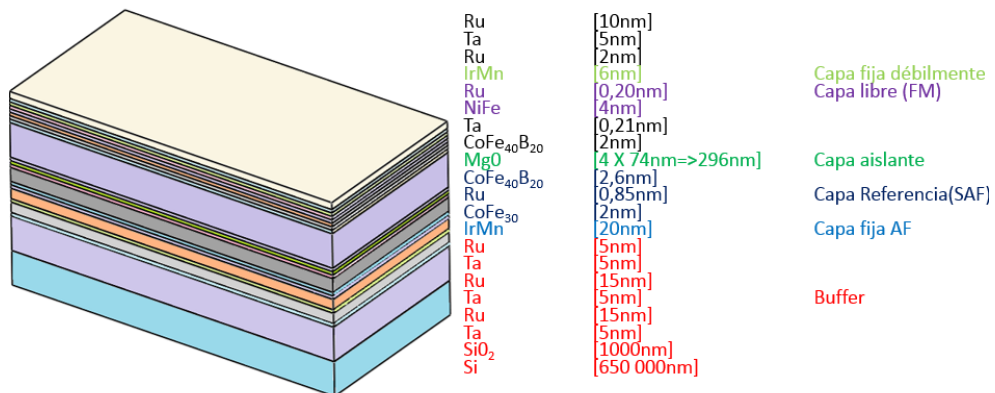 Ru [10nm]
Ta [5nm]
Ru [2nm]
IrMn [6nm] Capa fija débilmente
Ru [0,20nm] Capa libre (FM)
NiFe [4nm]
Ta [0,21nm]
CoFe₄₀B₂₀ [2nm]
MgO [4 X 74nm=>296nm] Capa aislante
CoFe₄₀B₂₀ [2,6nm]
Ru [0,85nm] Capa Referencia(SAF)
CoFe₃₀ [2nm]
IrMn [20nm] Capa fija AF
Ru [5nm]
Ta [5nm]
Ru [15nm]
Ta [5nm] Buffer
Ru [15nm]
Ta [5nm]
SiO₂ [1000nm]
Si [650 000nm]